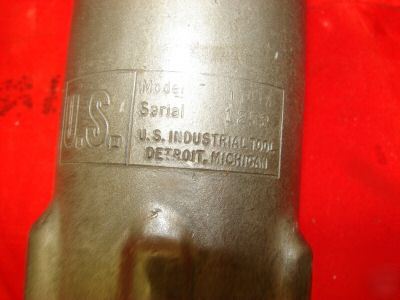 U.S.
Model
Serial
U.S. INDUSTRIAL TOOL
DETROIT, MICHIGAN